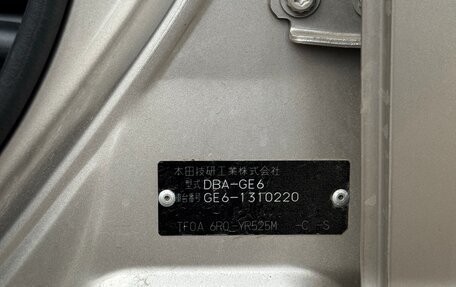 本田技研工業株式会社
型式 DBA-GE6
車台番号 GE6-1310220
TF0A 6R0-YR525M -C -S